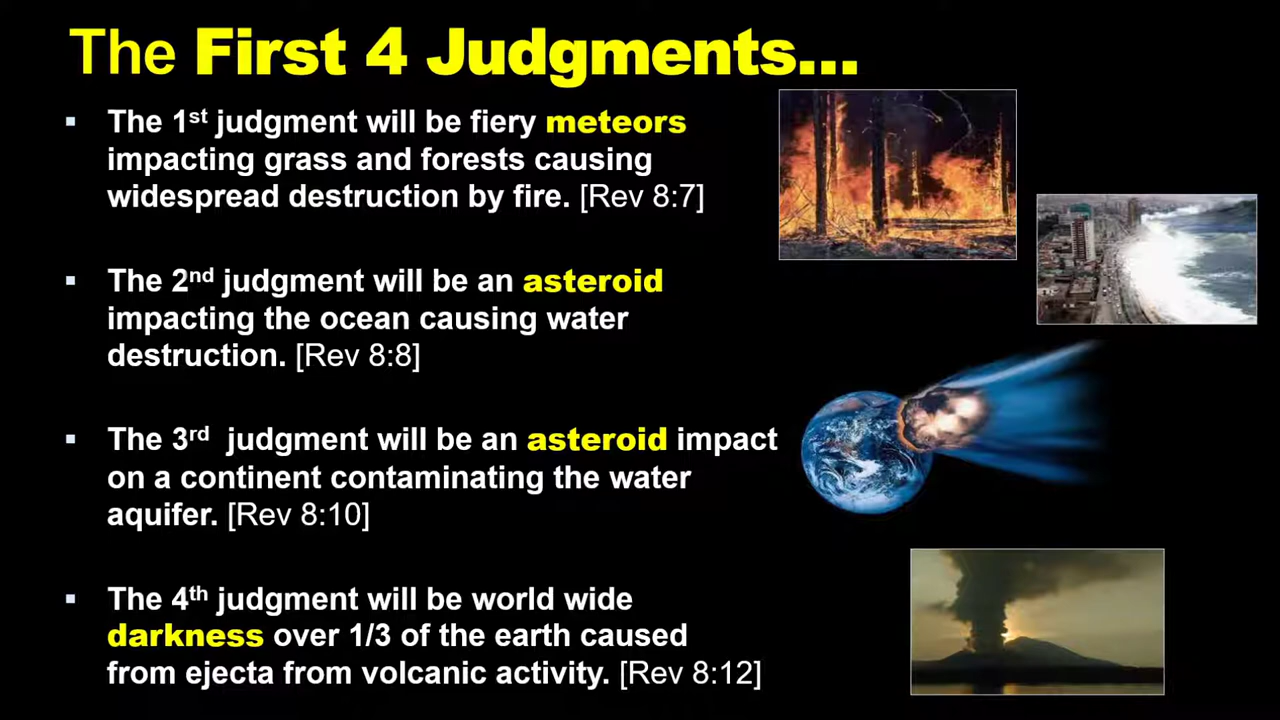 The First 4 Judgments...
▪ The 1st judgment will be fiery meteors
impacting grass and forests causing
widespread destruction by fire. [Rev 8:7]
▪ The 2nd judgment will be an asteroid
impacting the ocean causing water
destruction. [Rev 8:8]
▪ The 3rd judgment will be an asteroid impact
on a continent contaminating the water
aquifer. [Rev 8:10]
▪ The 4th judgment will be world wide
darkness over 1/3 of the earth caused
from ejecta from volcanic activity. [Rev 8:12]